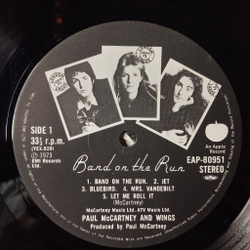 SIDE 1
33⅓ r.p.m.
(YEX.929)
℗ 1973
EMI Records
Ltd.
An Apple
Record
EAP-80951
STEREO
Band on the Run
1. BAND ON THE RUN. 2. JET
3. BLUEBIRD. 4. MRS. VANDEBILT
5. LET ME ROLL IT
(McCartney)
McCartney Music Ltd. ATV Music Ltd.
PAUL McCARTNEY AND WINGS
Produced by Paul McCartney